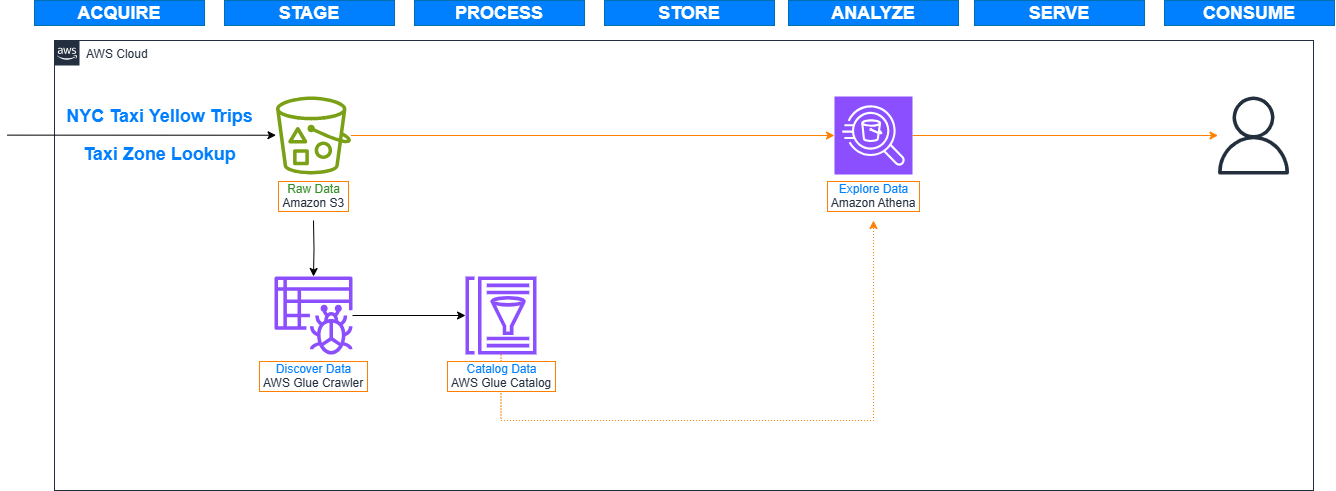 ACQUIRE
STAGE
PROCESS
STORE
ANALYZE
SERVE
CONSUME
aws
AWS Cloud
NYC Taxi Yellow Trips
Taxi Zone Lookup
Raw Data
Amazon S3
Explore Data
Amazon Athena
Discover Data
AWS Glue Crawler
Catalog Data
AWS Glue Catalog